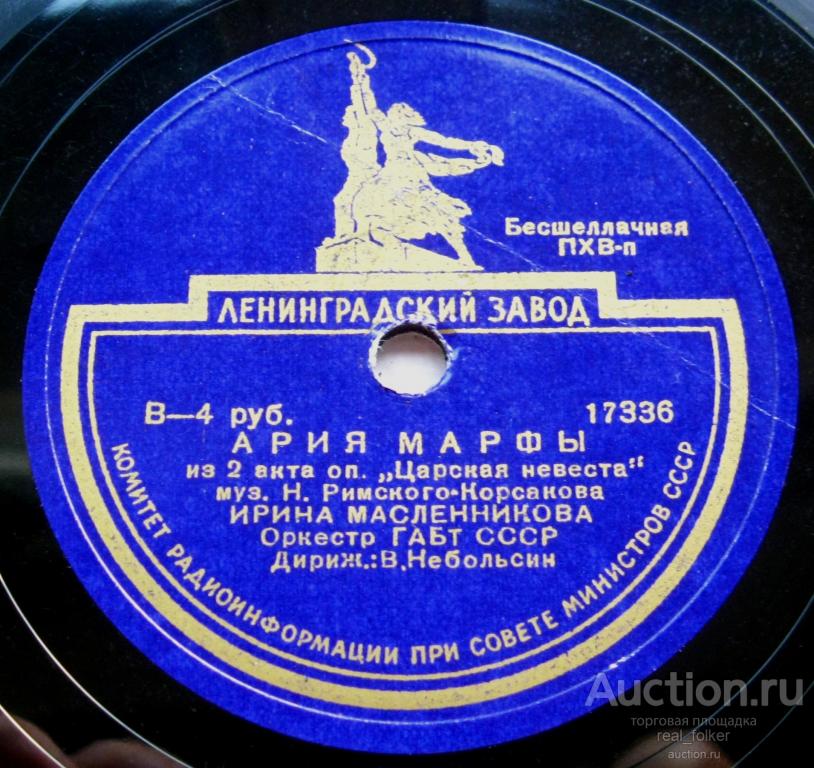 Бесшеллачная
ПХВ-п
ЛЕНИНГРАДСКИЙ ЗАВОД
В—4 руб. 17336
АРИЯ МАРФЫ
из 2 акта оп. „Царская невеста“
муз. Н. Римского-Корсакова
ИРИНА МАСЛЕННИКОВА
Оркестр ГАБТ СССР
Дириж.: В. Небольсин
КОМИТЕТ РАДИОИНФОРМАЦИИ ПРИ СОВЕТЕ МИНИСТРОВ СССР
Auction.ru
торговая площадка
real_folker
auction.ru